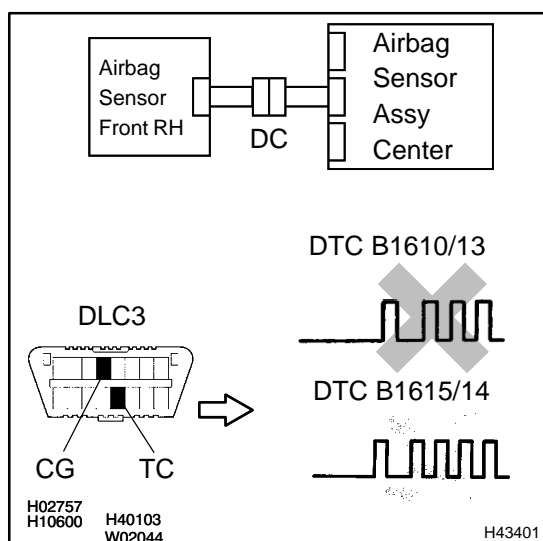 Airbag
Sensor
Front RH
DC
Airbag
Sensor
Assy
Center
DTC B1610/13
DLC3
DTC B1615/14
CG
TC
H02757
H10600
H40103
W02044
H43401